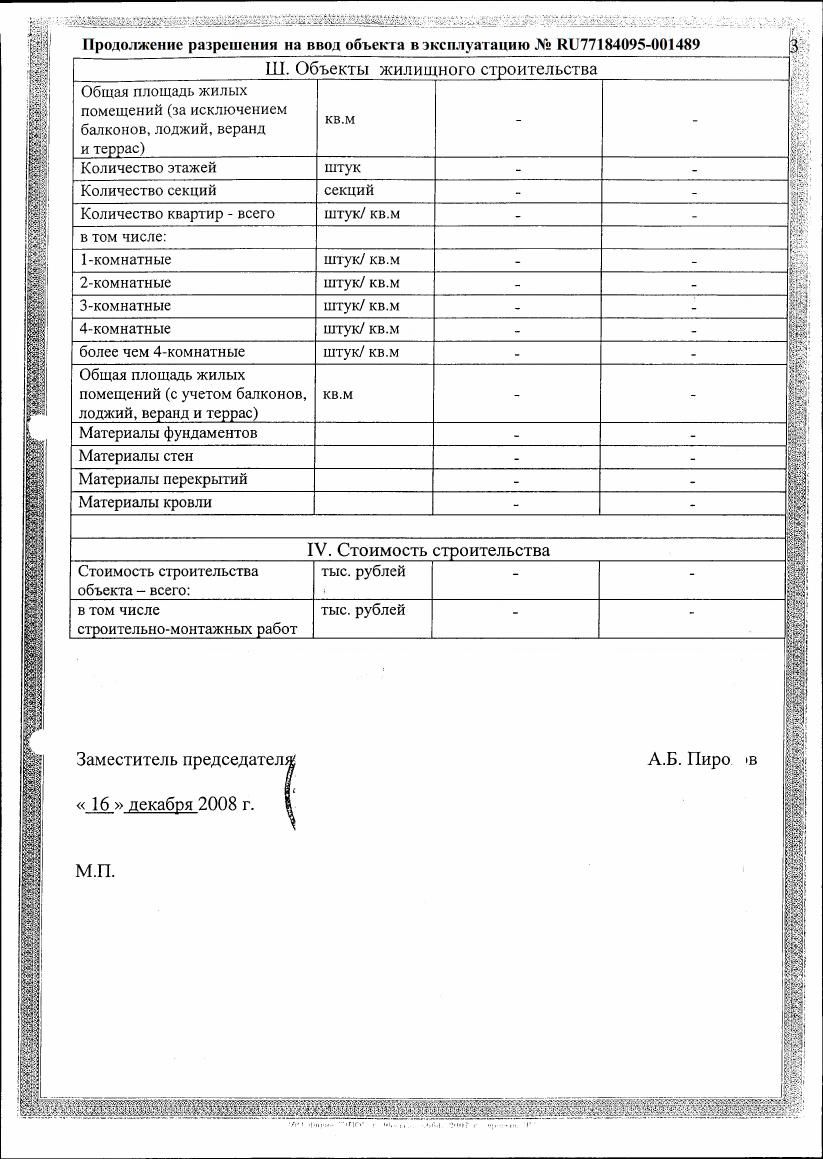 Продолжение разрешения на ввод объекта в эксплуатацию № RU77184095-001489
3
Ш. Объекты жилищного строительства
Общая площадь жилых
помещений (за исключением
балконов, лоджий, веранд
и террас)
кв.м - -
Количество этажей штук - -
Количество секций секций - -
Количество квартир - всего штук/ кв.м - -
в том числе:
1-комнатные штук/ кв.м - -
2-комнатные штук/ кв.м - -
3-комнатные штук/ кв.м - -
4-комнатные штук/ кв.м - -
более чем 4-комнатные штук/ кв.м - -
Общая площадь жилых
помещений (с учетом балконов,
лоджий, веранд и террас)
кв.м - -
Материалы фундаментов - -
Материалы стен - -
Материалы перекрытий - -
Материалы кровли - -
IV. Стоимость строительства
Стоимость строительства тыс. рублей - -
объекта – всего:
в том числе тыс. рублей - -
строительно-монтажных работ
Заместитель председателя А.Б.
« 16 » декабря 2008 г.
М.П.